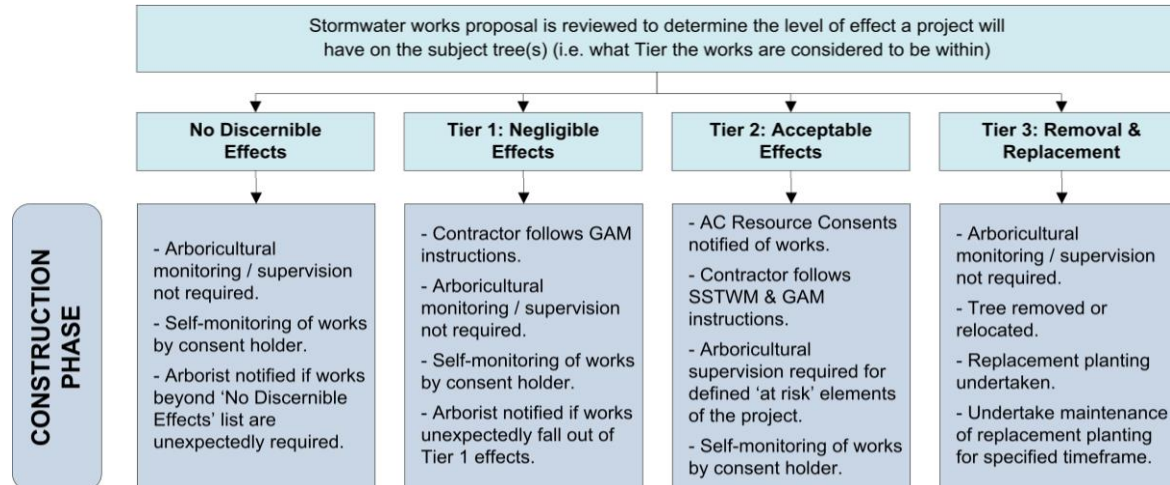 Stormwater works proposal is reviewed to determine the level of effect a project will
have on the subject tree(s) (i.e. what Tier the works are considered to be within)
No Discernible
Effects
Tier 1: Negligible
Effects
Tier 2: Acceptable
Effects
Tier 3: Removal &
Replacement
CONSTRUCTION
PHASE
- Arboricultural
monitoring / supervision
not required.
- Self-monitoring of works
by consent holder.
- Arborist notified if works
beyond ‘No Discernible
Effects’ list are
unexpectedly required.
- Contractor follows GAM
instructions.
- Arboricultural
monitoring / supervision
not required.
- Self-monitoring of works
by consent holder.
- Arborist notified if works
unexpectedly fall out of
Tier 1 effects.
- AC Resource Consents
notified of works.
- Contractor follows
SSTWM & GAM
instructions.
- Arboricultural
supervision required for
defined ‘at risk’ elements
of the project.
- Self-monitoring of works
by consent holder.
- Arboricultural
monitoring / supervision
not required.
- Tree removed or
relocated.
- Replacement planting
undertaken.
- Undertake maintenance
of replacement planting
for specified timeframe.